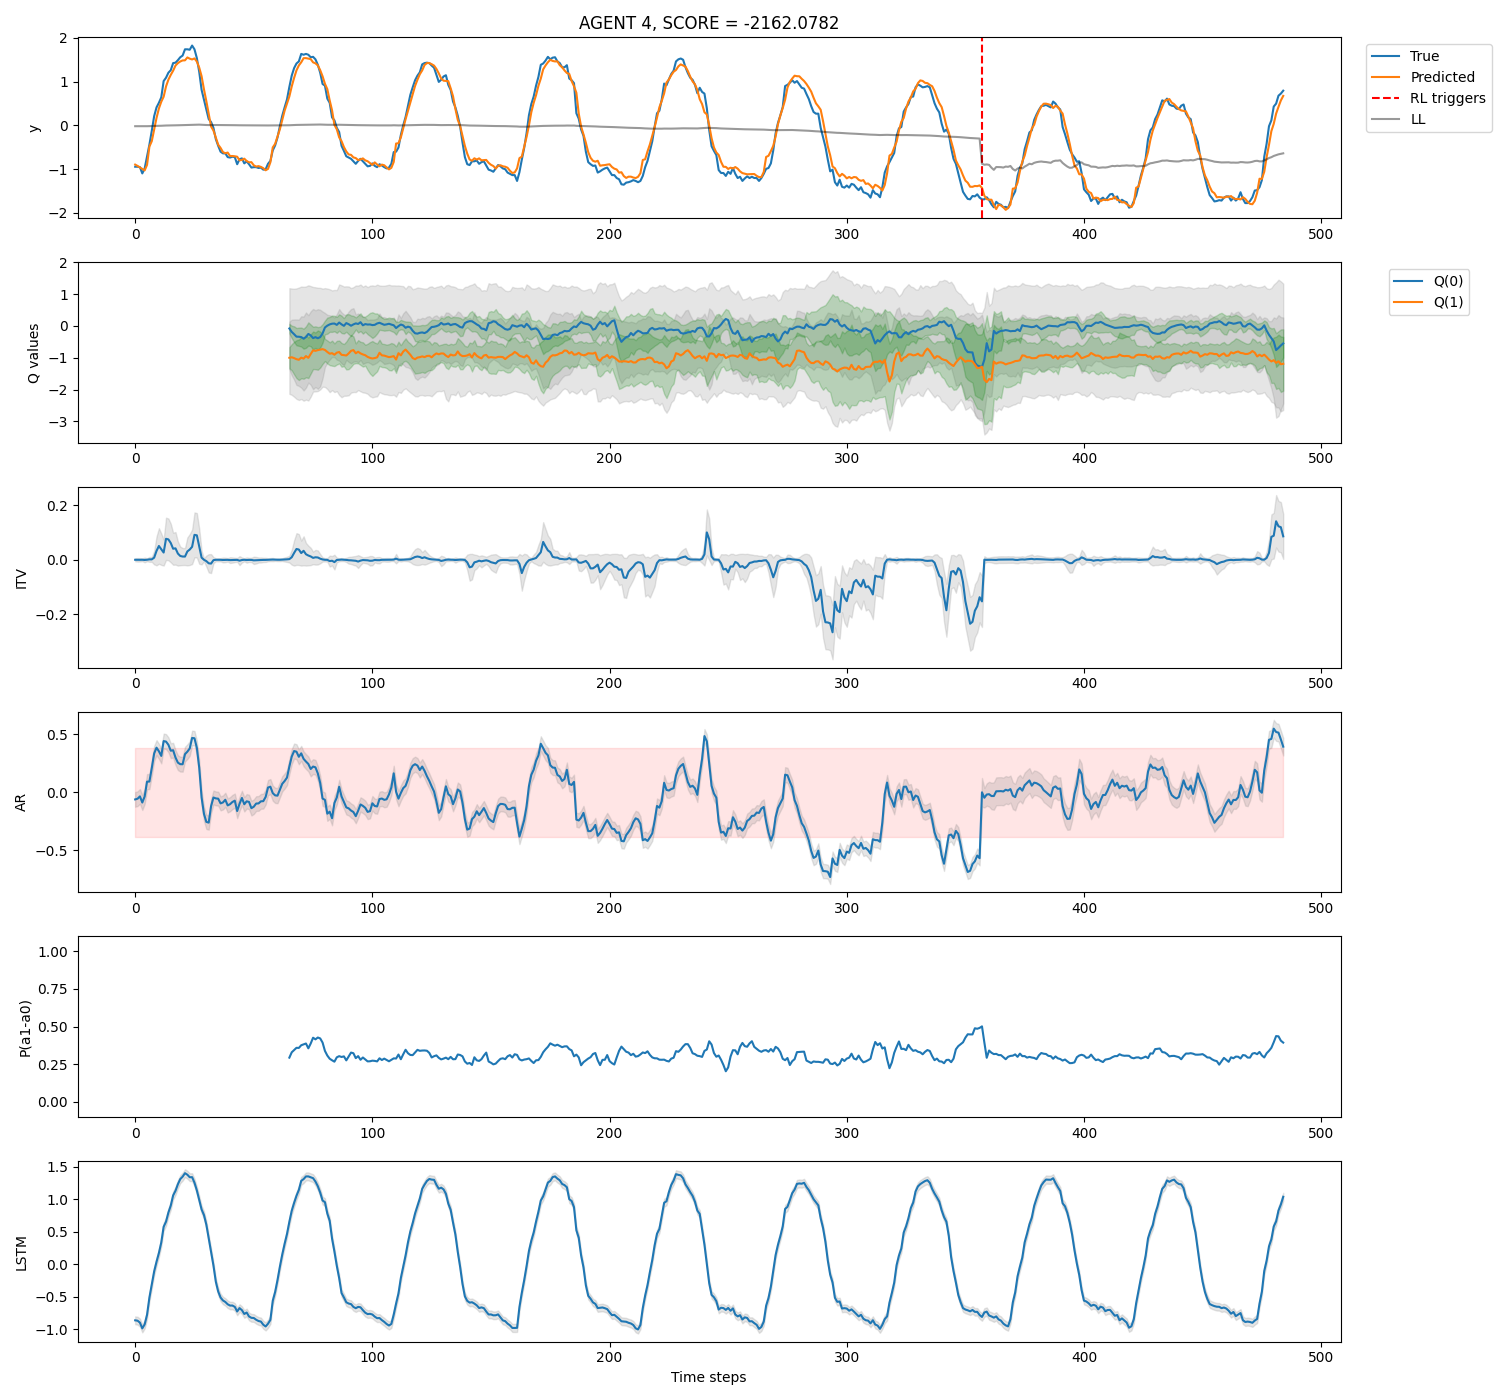 AGENT 4, SCORE = -2162.0782
y
2
1
0
−1
−2
0 100 200 300 400 500
True
Predicted
RL triggers
LL
Q values
2
1
0
−1
−2
−3
0 100 200 300 400 500
Q(0)
Q(1)
ITV
0.2
0.0
−0.2
0 100 200 300 400 500
AR
0.5
0.0
−0.5
0 100 200 300 400 500
P(a1-a0)
1.00
0.75
0.50
0.25
0.00
0 100 200 300 400 500
LSTM
1.5
1.0
0.5
0.0
−0.5
−1.0
0 100 200 300 400 500
Time steps